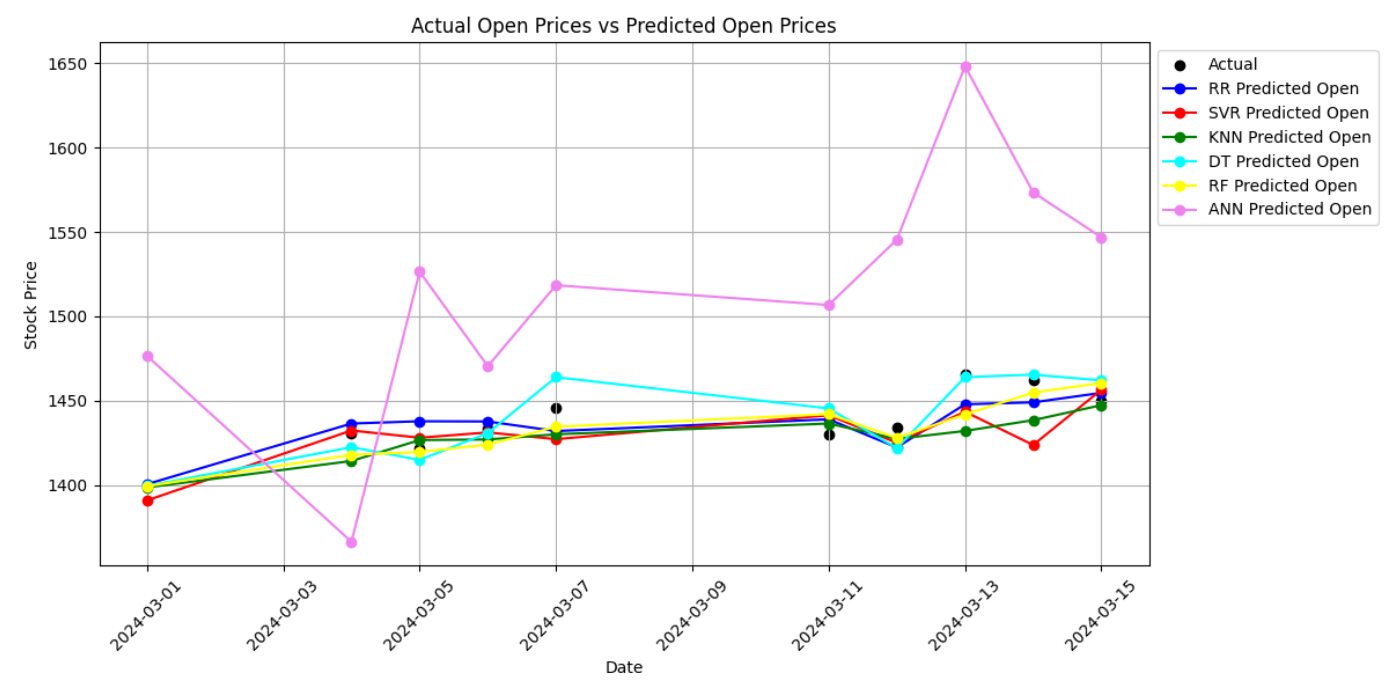 Actual Open Prices vs Predicted Open Prices
1650
1600
1550
1500
1450
1400
Stock Price
2024-03-01
2024-03-03
2024-03-05
2024-03-07
2024-03-09
2024-03-11
2024-03-13
2024-03-15
Date
Actual
RR Predicted Open
SVR Predicted Open
KNN Predicted Open
DT Predicted Open
RF Predicted Open
ANN Predicted Open